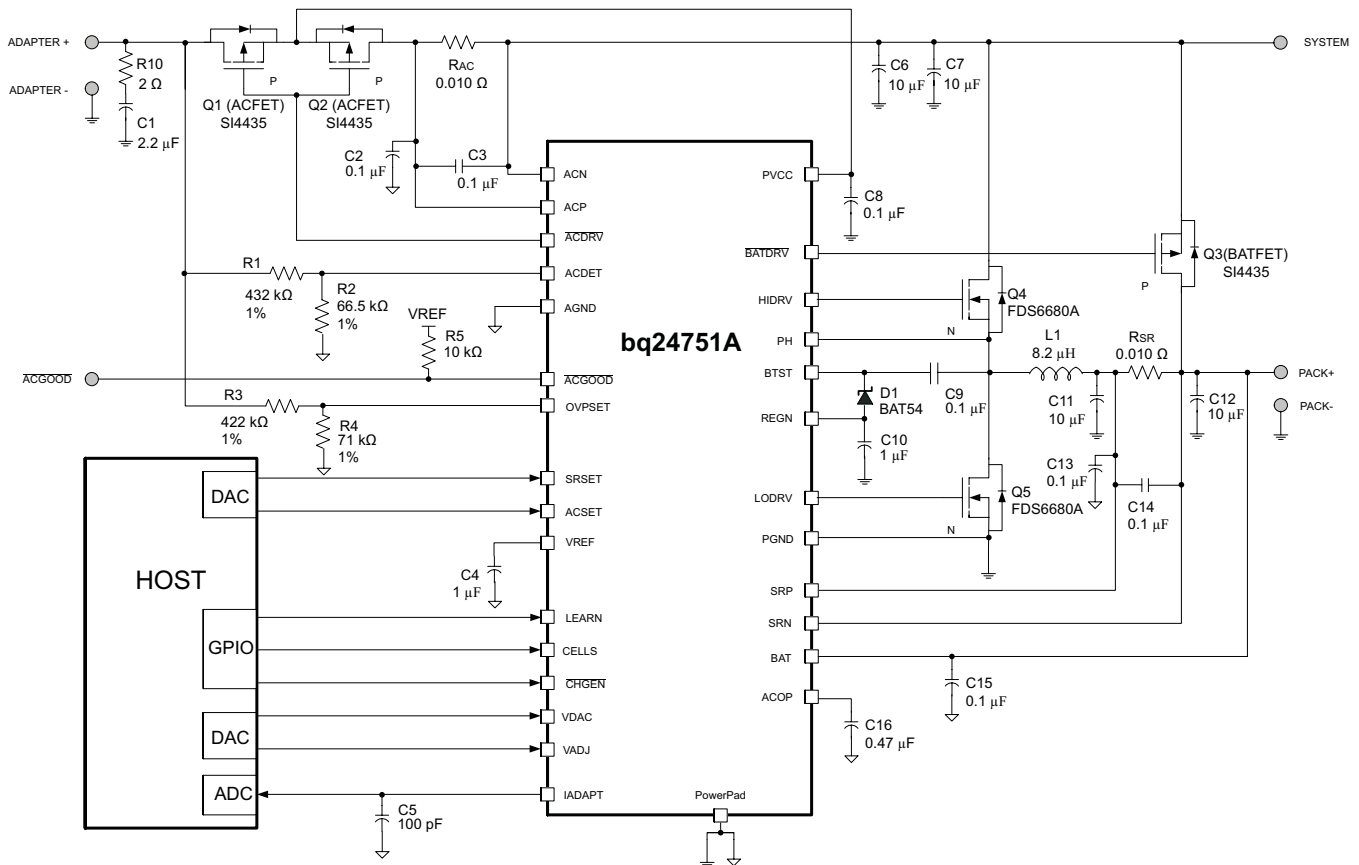 ADAPTER +
R10
2 Ω
ADAPTER -
C1
2.2 μF
P
Q1 (ACFET)
SI4435
P
Q2 (ACFET)
SI4435
RAC
0.010 Ω
C6
10 μF
C7
10 μF
SYSTEM
C2
0.1 μF
C3
0.1 μF
R1
432 kΩ
1%
R2
66.5 kΩ
1%
VREF
R5
10 kΩ
ACGOOD
R3
422 kΩ
1%
R4
71 kΩ
1%
HOST
DAC
GPIO
DAC
ADC
C4
1 μF
C5
100 pF
bq24751A
ACN
ACP
ACDRV
ACDET
AGND
ACGOOD
OVPSET
SRSET
ACSET
VREF
LEARN
CELLS
CHGEN
VDAC
VADJ
IADAPT
PowerPad
PVCC
BATDRV
HIDRV
PH
BTST
REGN
LODRV
PGND
SRP
SRN
BAT
ACOP
C8
0.1 μF
P
Q3(BATFET)
SI4435
Q4
FDS6680A
N
L1
8.2 μH
RSR
0.010 Ω
D1
BAT54
C9
0.1 μF
C10
1 μF
C11
10 μF
C12
10 μF
PACK+
PACK-
Q5
FDS6680A
N
C13
0.1 μF
C14
0.1 μF
C15
0.1 μF
C16
0.47 μF